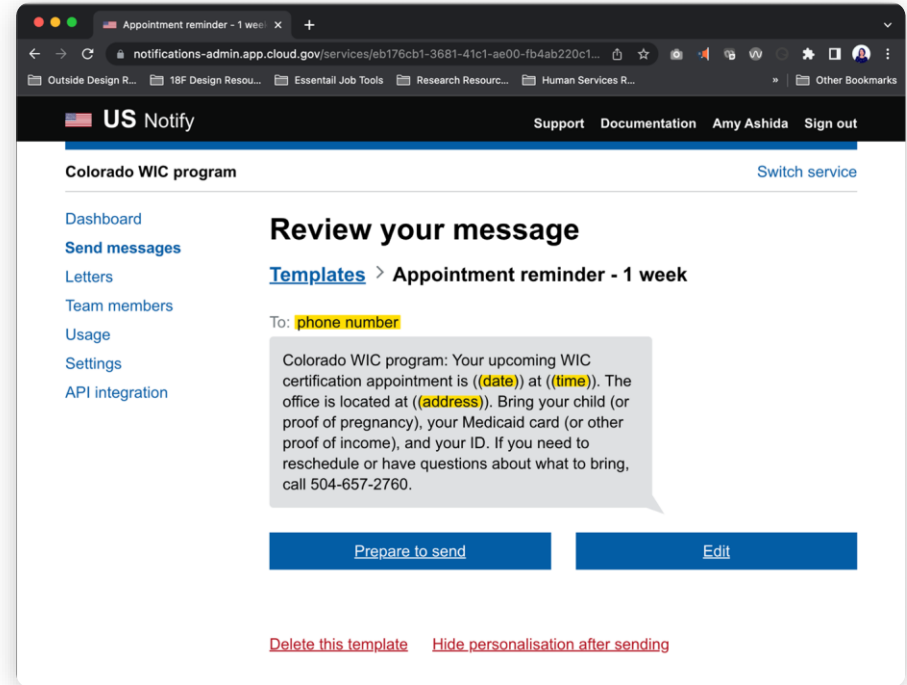 Appointment reminder - 1 wee
notifications-admin.app.cloud.gov/services/eb176cb1-3681-41c1-ae00-fb4ab220c1...
Outside Design R... 18F Design Resou... Essentail Job Tools Research Resourc... Human Services R... » Other Bookmarks
US Notify Support Documentation Amy Ashida Sign out
Colorado WIC program Switch service
Dashboard
Send messages
Letters
Team members
Usage
Settings
API integration
Review your message
Templates > Appointment reminder - 1 week
To: phone number
Colorado WIC program: Your upcoming WIC
certification appointment is ((date)) at ((time)). The
office is located at ((address)). Bring your child (or
proof of pregnancy), your Medicaid card (or other
proof of income), and your ID. If you need to
reschedule or have questions about what to bring,
call 504-657-2760.
Prepare to send Edit
Delete this template Hide personalisation after sending